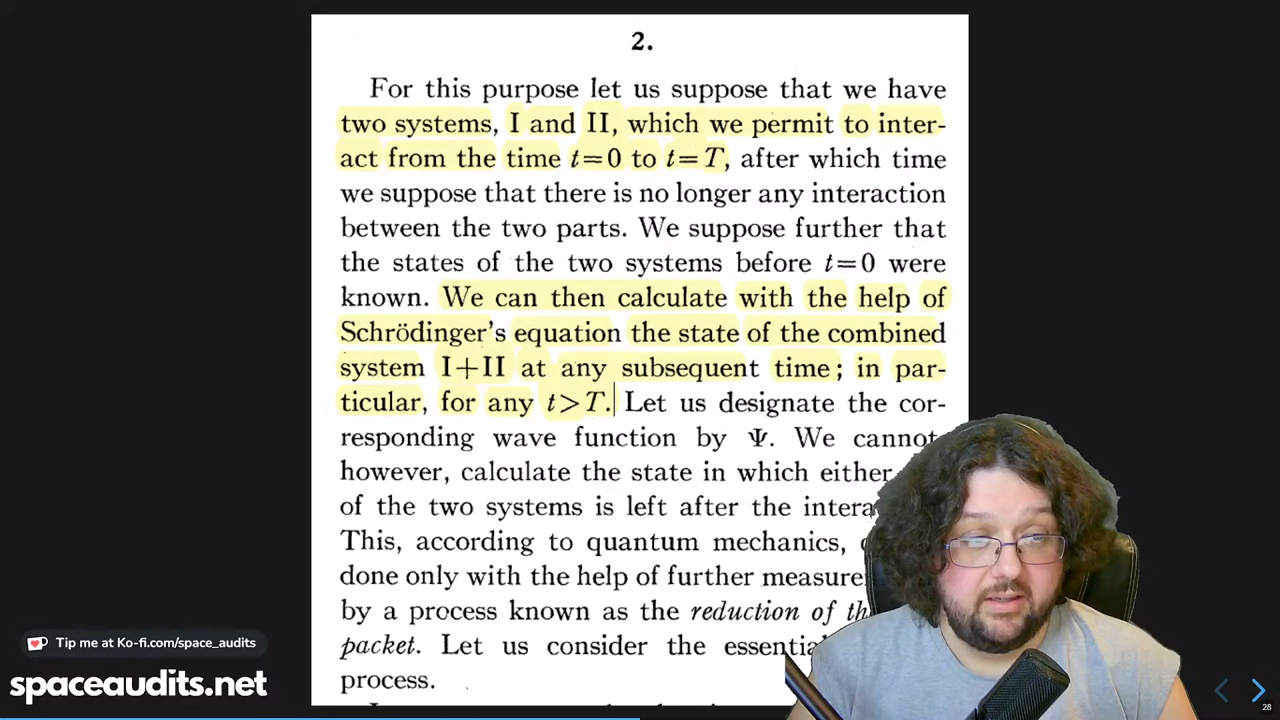 2.
For this purpose let us suppose that we have
two systems, I and II, which we permit to inter-
act from the time t=0 to t=T, after which time
we suppose that there is no longer any interaction
between the two parts. We suppose further that
the states of the two systems before t=0 were
known. We can then calculate with the help of
Schrödinger's equation the state of the combined
system I+II at any subsequent time; in par-
ticular, for any t>T. Let us designate the cor-
responding wave function by Ψ. We cannot,
however, calculate the state in which either
of the two systems is left after the
This, according to quantum mechanics,
done only with the help of further
by a process known as the reduction of
packet. Let us consider the
process.
Tip me at Ko-fi.com/space_audits
spaceaudits.net
28